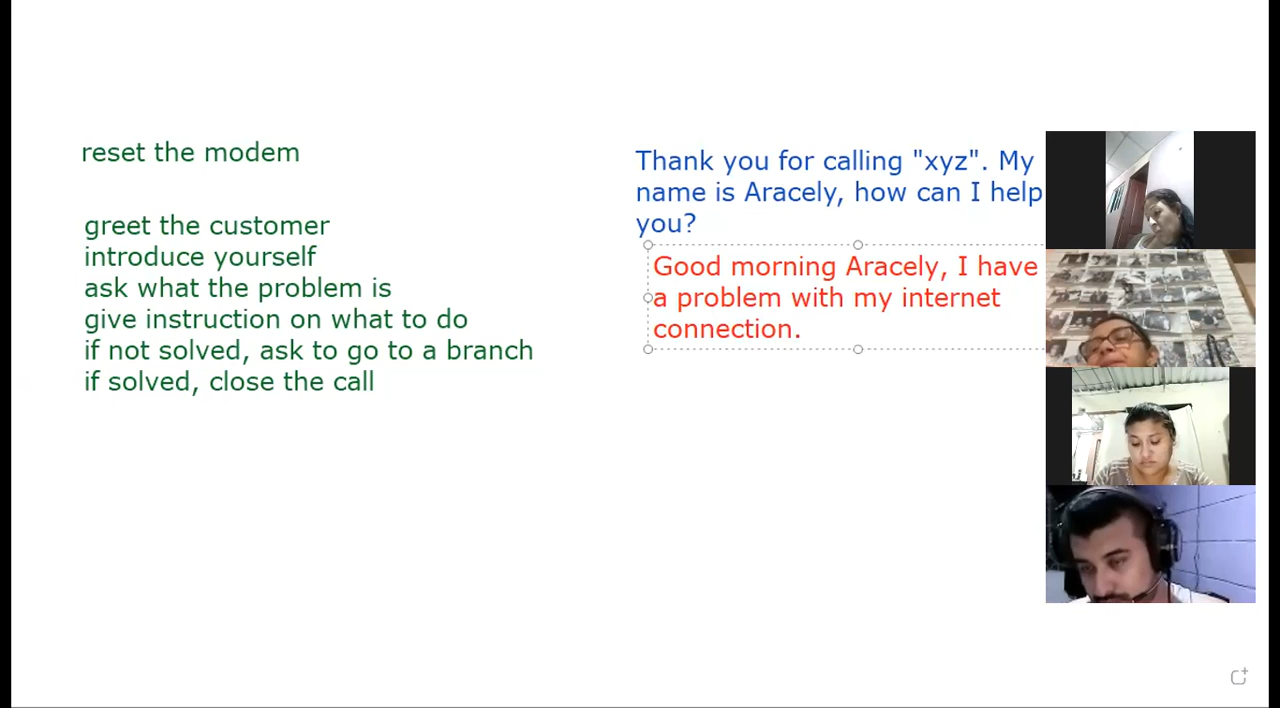 reset the modem
greet the customer
introduce yourself
ask what the problem is
give instruction on what to do
if not solved, ask to go to a branch
if solved, close the call
Thank you for calling "xyz". My
name is Aracely, how can I help
you?
Good morning Aracely, I have
a problem with my internet
connection.